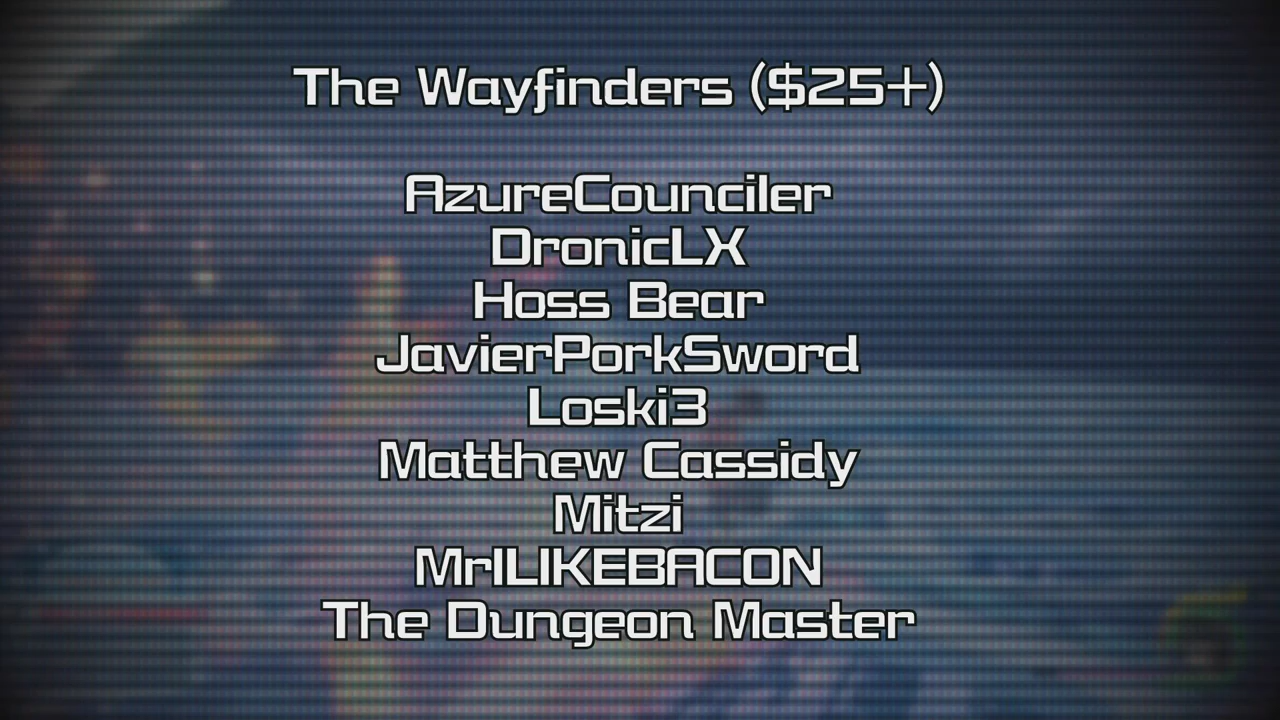 The Wayfinders ($25+)
AzureCounciler
DronicLX
Hoss Bear
JavierPorkSword
Loski3
Matthew Cassidy
Mitzi
MrILIKEBACON
The Dungeon Master